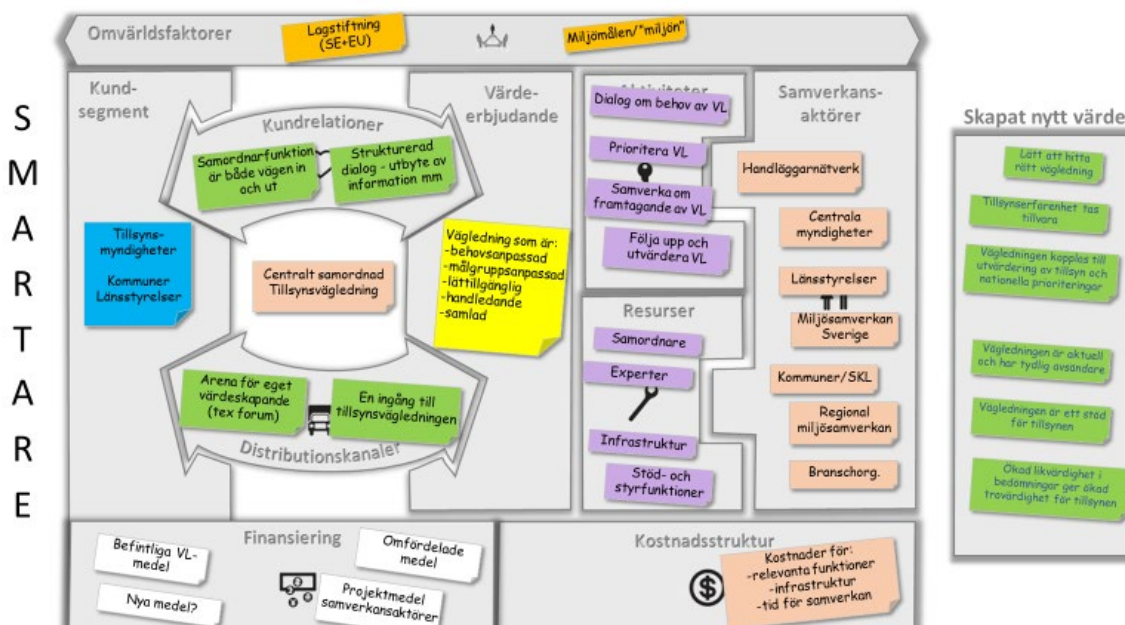 Omvärldsfaktorer
Lagstiftning
(SE+EU)
Miljömålen/"miljön"
S
M
A
R
T
A
R
E
Kund-
segment
Tillsyns-
myndigheter
Kommuner
Länsstyrelser
Kundrelationer
Samordnarfunktion
är både vägen in
och ut
Strukturerad
dialog - utbyte av
information mm
Centralt samordnad
Tillsynsvägledning
Arena för eget
värdeskapande
(tex forum)
En ingång till
tillsynsvägledningen
Distributionskanaler
Värde-
erbjudande
Vägledning som är:
-behovsanpassad
-målgruppsanpassad
-lättillgänglig
-handledande
-samlad
Aktiviteter
Dialog om behov av VL
Prioritera VL
Samverka om
framtagande av VL
Följa upp och
utvärdera VL
Resurser
Samordnare
Experter
Infrastruktur
Stöd- och
styrfunktioner
Samverkans-
aktörer
Handläggarnätverk
Centrala
myndigheter
Länsstyrelser
Miljösamverkan
Sverige
Kommuner/SKL
Regional
miljösamverkan
Branschorg.
Skapat nytt värde
Lätt att hitta
rätt vägledning
Tillsynserfarenhet tas
tillvara
Vägledningen kopplas till
utvärdering av tillsyn och
nationella prioriteringar
Vägledningen är aktuell
och har tydlig avsändare
Vägledningen är ett stöd
för tillsynen
Ökad likvärdighet i
bedömningar ger ökad
trovärdighet för tillsynen
Finansiering
Befintliga VL-
medel
Nya medel?
Omfördelade
medel
Projektmedel
samverkansaktörer
Kostnadsstruktur
$
Kostnader för:
-relevanta funktioner
-infrastruktur
-tid för samverkan